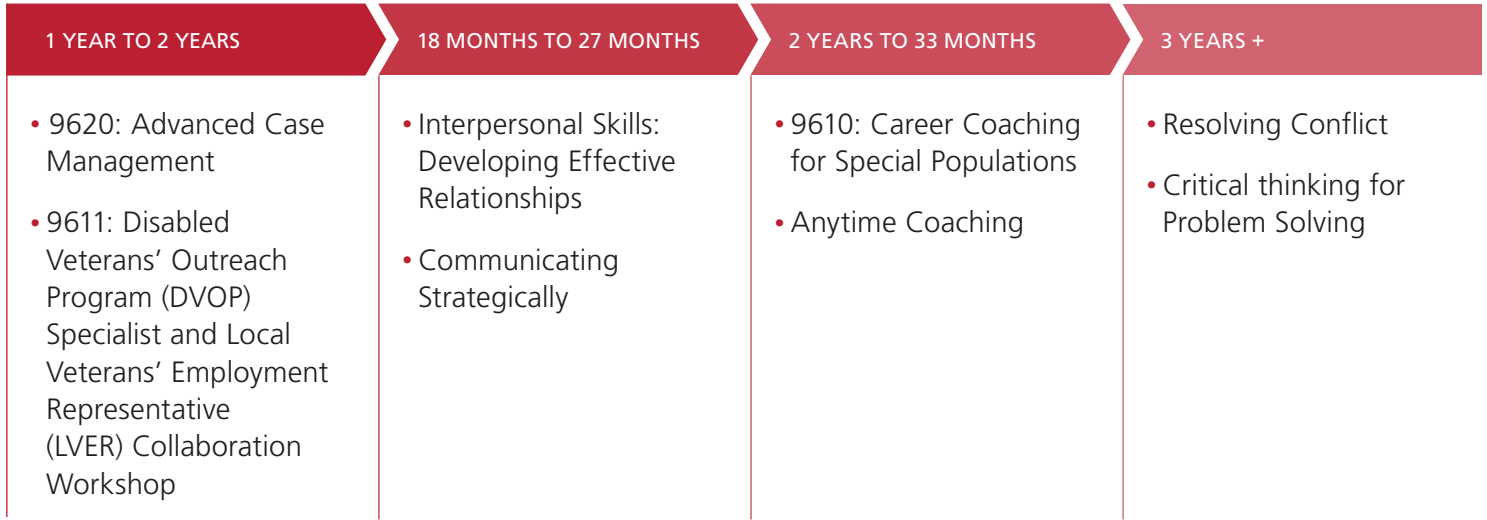 1 YEAR TO 2 YEARS
• 9620: Advanced Case
Management
• 9611: Disabled
Veterans’ Outreach
Program (DVOP)
Specialist and Local
Veterans’ Employment
Representative
(LVER) Collaboration
Workshop
18 MONTHS TO 27 MONTHS
• Interpersonal Skills:
Developing Effective
Relationships
• Communicating
Strategically
2 YEARS TO 33 MONTHS
• 9610: Career Coaching
for Special Populations
• Anytime Coaching
3 YEARS +
• Resolving Conflict
• Critical thinking for
Problem Solving